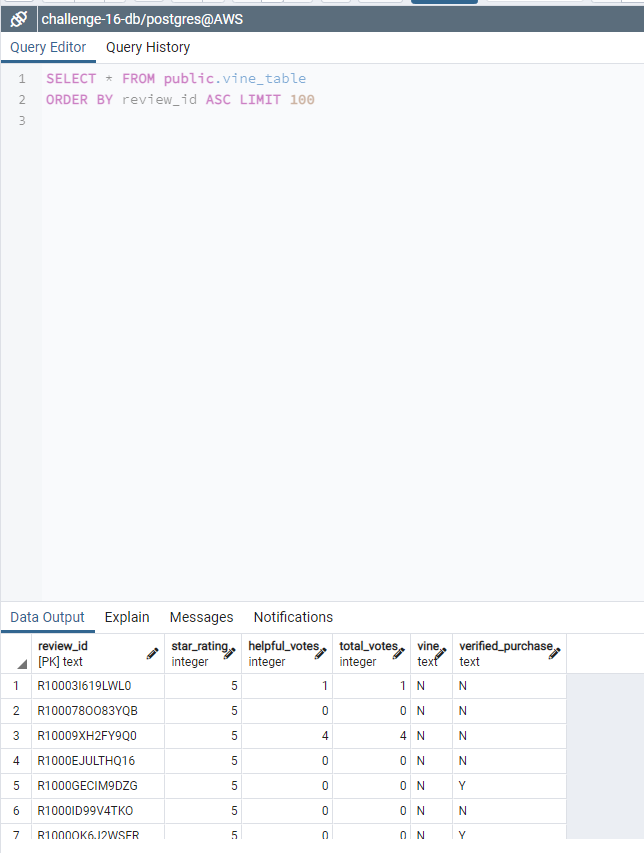 challenge-16-db/postgres@AWS
Query Editor Query History
1 SELECT * FROM public.vine_table
2 ORDER BY review_id ASC LIMIT 100
3
Data Output Explain Messages Notifications
review_id star_rating helpful_votes total_votes vine verified_purchase
[PK] text integer integer integer text text
1 R10003I619LWL0 5 1 1 N N
2 R100078OO83YQB 5 0 0 N N
3 R10009XH2FY9Q0 5 4 4 N N
4 R1000EJULTHQ16 5 0 0 N N
5 R1000GECIM9DZG 5 0 0 N Y
6 R1000ID99V4TKO 5 0 0 N N
7 5 0 0 N Y